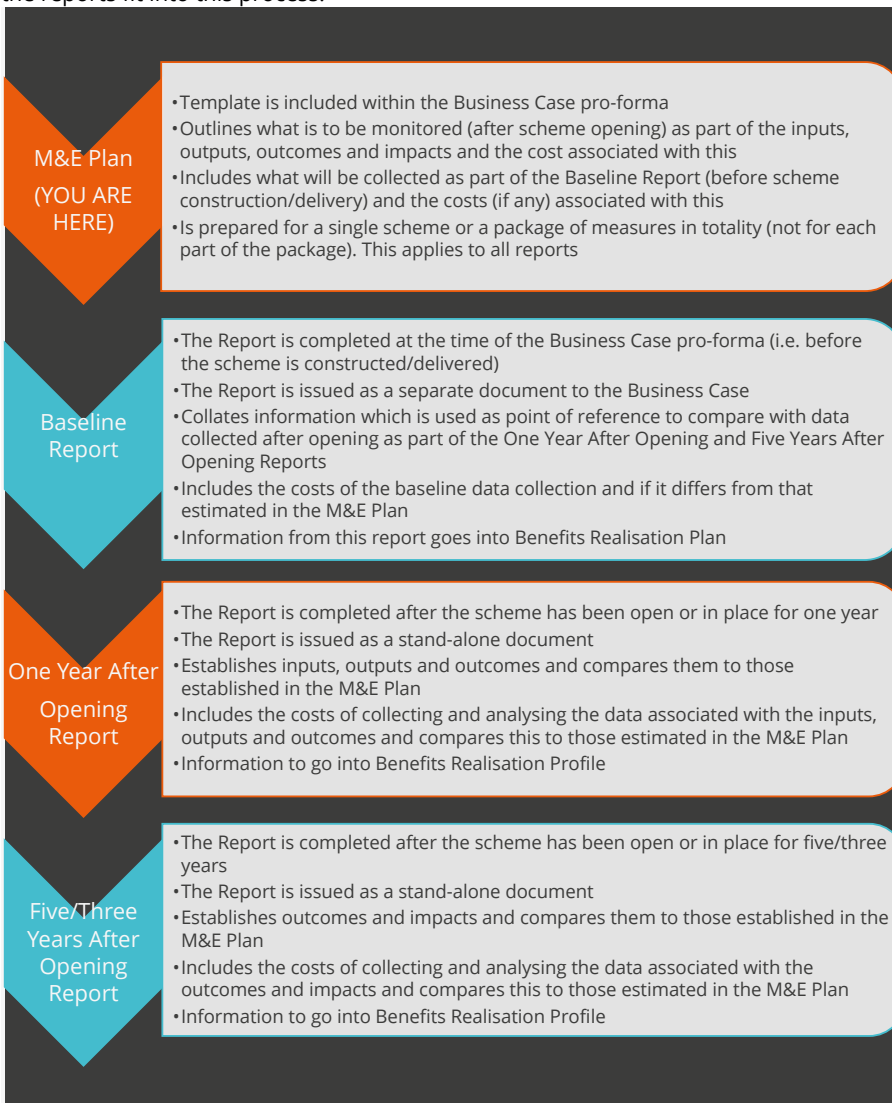 the reports fit into this process.
M&E Plan
(YOU ARE
HERE)
•Template is included within the Business Case pro-forma
•Outlines what is to be monitored (after scheme opening) as part of the inputs,
outputs, outcomes and impacts and the cost associated with this
•Includes what will be collected as part of the Baseline Report (before scheme
construction/delivery) and the costs (if any) associated with this
•Is prepared for a single scheme or a package of measures in totality (not for each
part of the package). This applies to all reports
Baseline
Report
•The Report is completed at the time of the Business Case pro-forma (i.e. before
the scheme is constructed/delivered)
•The Report is issued as a separate document to the Business Case
•Collates information which is used as point of reference to compare with data
collected after opening as part of the One Year After Opening and Five Years After
Opening Reports
•Includes the costs of the baseline data collection and if it differs from that
estimated in the M&E Plan
•Information from this report goes into Benefits Realisation Plan
One Year After
Opening
Report
•The Report is completed after the scheme has been open or in place for one year
•The Report is issued as a stand-alone document
•Establishes inputs, outputs and outcomes and compares them to those
established in the M&E Plan
•Includes the costs of collecting and analysing the data associated with the inputs,
outputs and outcomes and compares this to those estimated in the M&E Plan
•Information to go into Benefits Realisation Profile
Five/Three
Years After
Opening
Report
•The Report is completed after the scheme has been open or in place for five/three
years
•The Report is issued as a stand-alone document
•Establishes outcomes and impacts and compares them to those established in the
M&E Plan
•Includes the costs of collecting and analysing the data associated with the
outcomes and impacts and compares this to those estimated in the M&E Plan
•Information to go into Benefits Realisation Profile